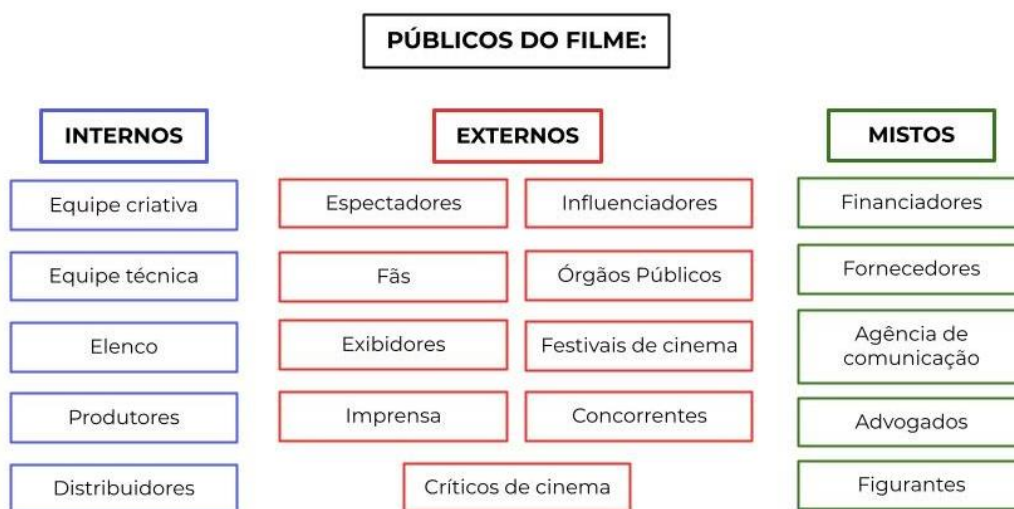 PÚBLICOS DO FILME:
INTERNOS
Equipe criativa
Equipe técnica
Elenco
Produtores
Distribuidores
EXTERNOS
Espectadores
Influenciadores
Fãs
Órgãos Públicos
Exibidores
Festivais de cinema
Imprensa
Concorrentes
Críticos de cinema
MISTOS
Financiadores
Fornecedores
Agência de
comunicação
Advogados
Figurantes